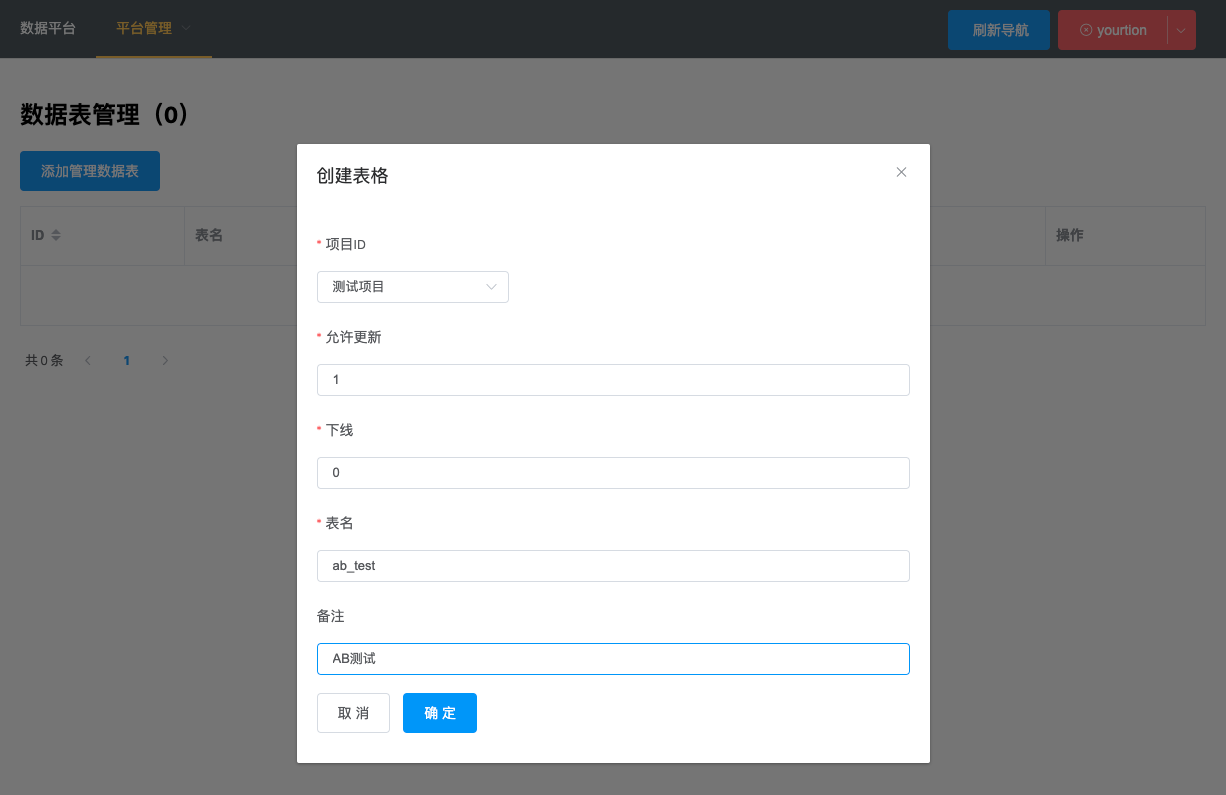 数据平台
平台管理
刷新导航
yourtion
数据表管理（0）
添加管理数据表
ID
表名
操作
共 0 条
1
创建表格
* 项目ID
测试项目
* 允许更新
1
* 下线
0
* 表名
ab_test
备注
AB测试
取 消
确 定